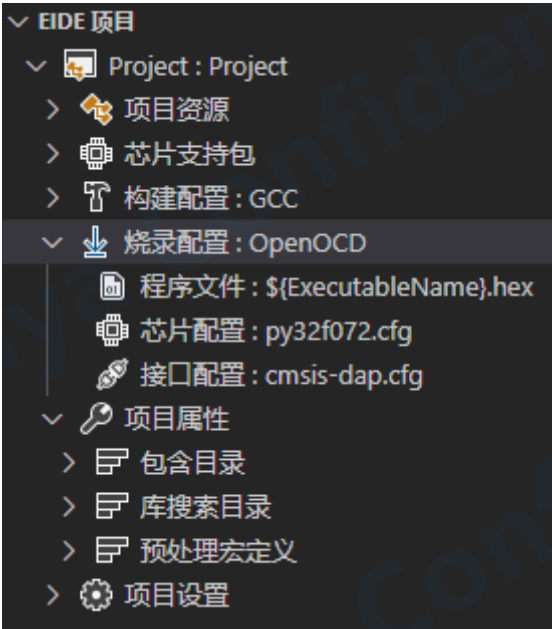 EIDE 项目
Project : Project
项目资源
芯片支持包
构建配置 : GCC
烧录配置 : OpenOCD
程序文件 : ${ExecutableName}.hex
芯片配置 : py32f072.cfg
接口配置 : cmsis-dap.cfg
项目属性
包含目录
库搜索目录
预处理宏定义
项目设置